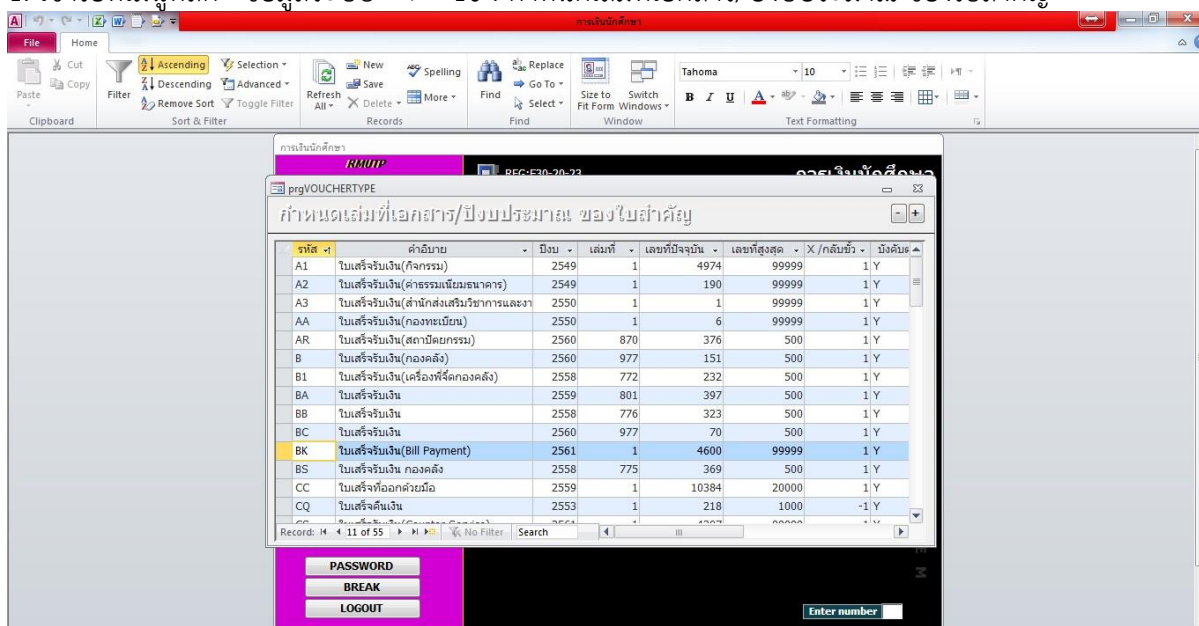 การเงินนักศึกษา
File Home
Cut
Copy
Paste
Clipboard
Filter
Ascending
Descending
Remove Sort
Selection
Advanced
Toggle Filter
Sort & Filter
Refresh All
New
Save
Delete
Spelling
More
Records
Find
Replace
Go To
Select
Find
Size to Fit Form
Switch Windows
Window
Tahoma 10
B I U A
Text Formatting
การเงินนักศึกษา
RMUTP
REG:F30-20-23
การเงินนักศึกษา
prgVOUCHERTYPE
กำหนดเล่มที่เอกสาร/ปีงบประมาณ ของใบสำคัญ
- +
รหัส คำอิบาย ปีงบ เล่มที่ เลขที่ปัจจุบัน เลขที่สูงสุด X /กลับขั้ว
A1 ใบเสร็จรับเงิน(กิจกรรม) 2549 1 4974 99999 1 Y
A2 ใบเสร็จรับเงิน(ค่าธรรมเนียมธนาคาร) 2549 1 190 99999 1 Y
A3 ใบเสร็จรับเงิน(สำนักส่งเสริมวิชาการและงา 2550 1 1 99999 1 Y
AA ใบเสร็จรับเงิน(กองทะเบียน) 2550 1 6 99999 1 Y
AR ใบเสร็จรับเงิน(สถาปัตยกรรม) 2560 870 376 500 1 Y
B ใบเสร็จรับเงิน(กองคลัง) 2560 977 151 500 1 Y
B1 ใบเสร็จรับเงิน(เครื่องพี่จี๊ดกองคลัง) 2558 772 232 500 1 Y
BA ใบเสร็จรับเงิน 2559 801 397 500 1 Y
BB ใบเสร็จรับเงิน 2558 776 323 500 1 Y
BC ใบเสร็จรับเงิน 2560 977 70 500 1 Y
BK ใบเสร็จรับเงิน(Bill Payment) 2561 1 4600 99999 1 Y
BS ใบเสร็จรับเงิน กองคลัง 2558 775 369 500 1 Y
CC ใบเสร็จที่ออกด้วยมือ 2559 1 10384 20000 1 Y
CQ ใบเสร็จคืนเงิน 2553 1 218 1000 -1 Y
Record: 11 of 55 No Filter Search
PASSWORD
BREAK
LOGOUT
Enter number